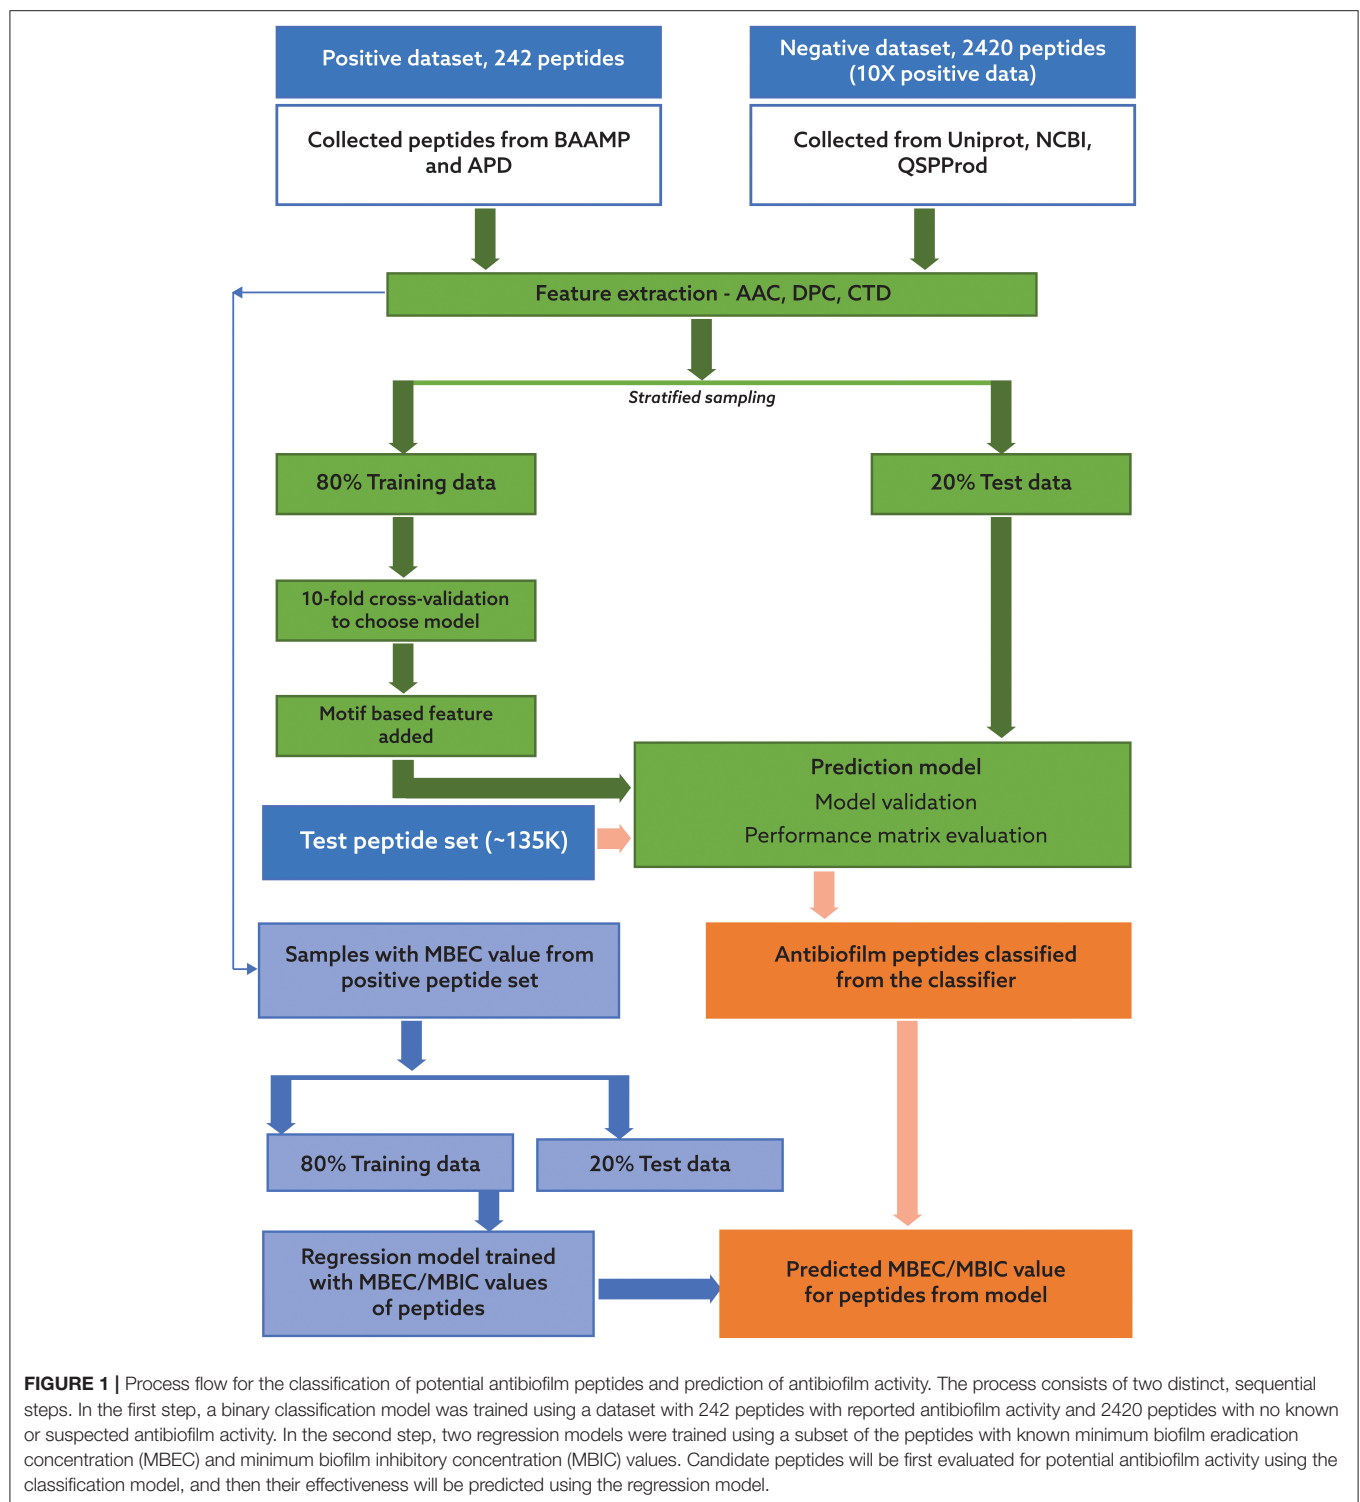 Positive dataset, 242 peptides
Negative dataset, 2420 peptides
(10X positive data)
Collected peptides from BAAMP
and APD
Collected from Uniprot, NCBI,
QSPProd
Feature extraction - AAC, DPC, CTD
Stratified sampling
80% Training data
20% Test data
10-fold cross-validation
to choose model
Motif based feature
added
Prediction model
Model validation
Performance matrix evaluation
Test peptide set (~135K)
Samples with MBEC value from
positive peptide set
Antibiofilm peptides classified
from the classifier
80% Training data
20% Test data
Regression model trained
with MBEC/MBIC values
of peptides
Predicted MBEC/MBIC value
for peptides from model
FIGURE 1 | Process flow for the classification of potential antibiofilm peptides and prediction of antibiofilm activity. The process consists of two distinct, sequential
steps. In the first step, a binary classification model was trained using a dataset with 242 peptides with reported antibiofilm activity and 2420 peptides with no known
or suspected antibiofilm activity. In the second step, two regression models were trained using a subset of the peptides with known minimum biofilm eradication
concentration (MBEC) and minimum biofilm inhibitory concentration (MBIC) values. Candidate peptides will be first evaluated for potential antibiofilm activity using the
classification model, and then their effectiveness will be predicted using the regression model.